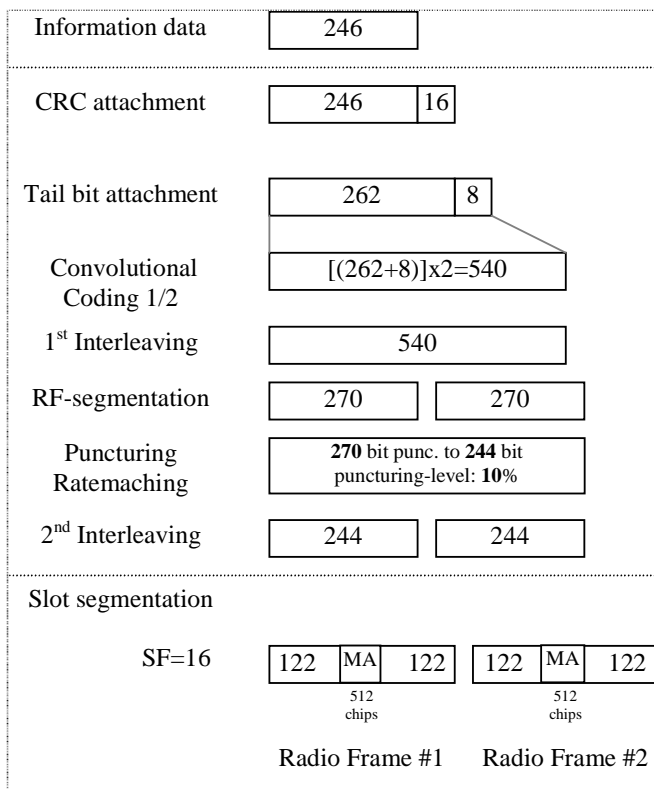 Information data
246
CRC attachment
246 16
Tail bit attachment
262 8
Convolutional
Coding 1/2
[(262+8)]x2=540
1st Interleaving
540
RF-segmentation
270 270
Puncturing
Ratemaching
270 bit punc. to 244 bit
puncturing-level: 10%
2nd Interleaving
244 244
Slot segmentation
SF=16
122 MA 122 122 MA 122
512 512
chips chips
Radio Frame #1 Radio Frame #2